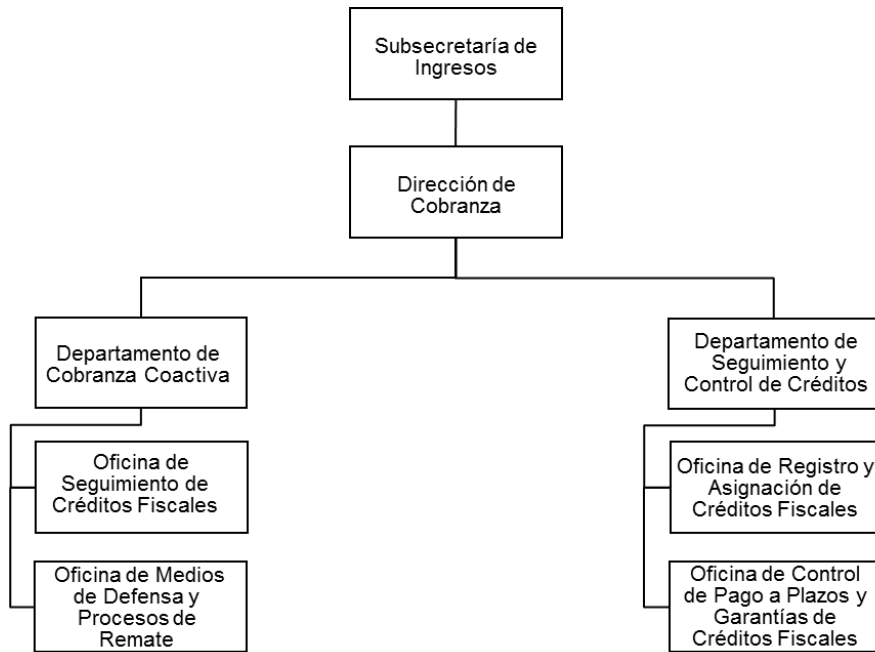 Subsecretaría de
Ingresos
Dirección de
Cobranza
Departamento de
Cobranza Coactiva
Oficina de
Seguimiento de
Créditos Fiscales
Oficina de Medios
de Defensa y
Procesos de
Remate
Departamento de
Seguimiento y
Control de Créditos
Oficina de Registro y
Asignación de
Créditos Fiscales
Oficina de Control
de Pago a Plazos y
Garantías de
Créditos Fiscales